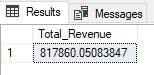 Results Messages
Total_Revenue
1 817860.05083847